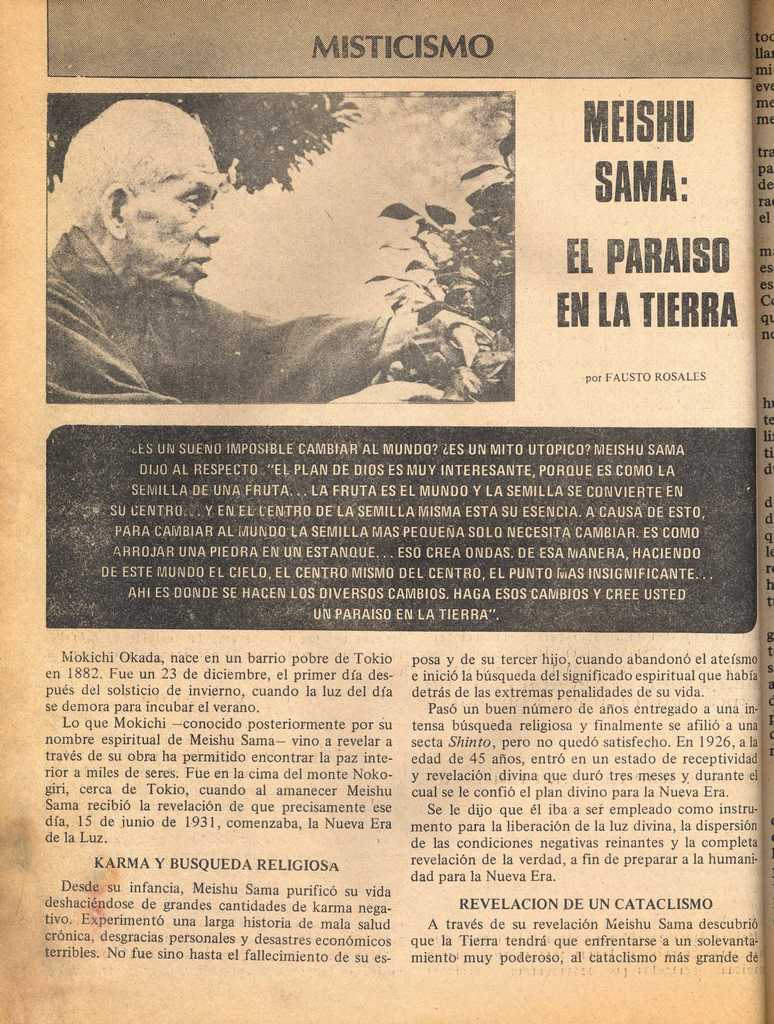 MISTICISMO
MEISHU
SAMA:
EL PARAISO
EN LA TIERRA
por FAUSTO ROSALES
¿ES UN SUEÑO IMPOSIBLE CAMBIAR AL MUNDO? ¿ES UN MITO UTOPICO? MEISHU SAMA
DIJO AL RESPECTO: “EL PLAN DE DIOS ES MUY INTERESANTE, PORQUE ES COMO LA
SEMILLA DE UNA FRUTA... LA FRUTA ES EL MUNDO Y LA SEMILLA SE CONVIERTE EN
SU CENTRO... Y EN EL CENTRO DE LA SEMILLA MISMA ESTA SU ESENCIA. A CAUSA DE ESTO,
PARA CAMBIAR AL MUNDO LA SEMILLA MAS PEQUEÑA SOLO NECESITA CAMBIAR. ES COMO
ARROJAR UNA PIEDRA EN UN ESTANQUE... ESO CREA ONDAS. DE ESA MANERA, HACIENDO
DE ESTE MUNDO EL CIELO, EL CENTRO MISMO DEL CENTRO, EL PUNTO MAS INSIGNIFICANTE...
AHI ES DONDE SE HACEN LOS DIVERSOS CAMBIOS. HAGA ESOS CAMBIOS Y CREE USTED
UN PARAISO EN LA TIERRA”.
Mokichi Okada, nace en un barrio pobre de Tokio
en 1882. Fue un 23 de diciembre, el primer día des-
pués del solsticio de invierno, cuando la luz del día
se demora para incubar el verano.
Lo que Mokichi —conocido posteriormente por su
nombre espiritual de Meishu Sama— vino a revelar a
través de su obra ha permitido encontrar la paz inte-
rior a miles de seres. Fue en la cima del monte Noko-
giri, cerca de Tokio, cuando al amanecer Meishu
Sama recibió la revelación de que precisamente ese
día, 15 de junio de 1931, comenzaba, la Nueva Era
de la Luz.
KARMA Y BUSQUEDA RELIGIOSA
Desde su infancia, Meishu Sama purificó su vida
deshaciéndose de grandes cantidades de karma nega-
tivo. Experimentó una larga historia de mala salud
crónica, desgracias personales y desastres económicos
terribles. No fue sino hasta el fallecimiento de su es-
posa y de su tercer hijo, cuando abandonó el ateísmo
e inició la búsqueda del significado espiritual que había
detrás de las extremas penalidades de su vida.
Pasó un buen número de años entregado a una in-
tensa búsqueda religiosa y finalmente se afilió a una
secta Shinto, pero no quedó satisfecho. En 1926, a la
edad de 45 años, entró en un estado de receptividad
y revelación divina que duró tres meses y durante el
cual se le confió el plan divino para la Nueva Era.
Se le dijo que él iba a ser empleado como instru-
mento para la liberación de la luz divina, la dispersión
de las condiciones negativas reinantes y la completa
revelación de la verdad, a fin de preparar a la humani-
dad para la Nueva Era.
REVELACION DE UN CATACLISMO
A través de su revelación Meishu Sama descubrió
que la Tierra tendrá que enfrentarse a un solevanta-
miento muy poderoso, al cataclismo más grande de